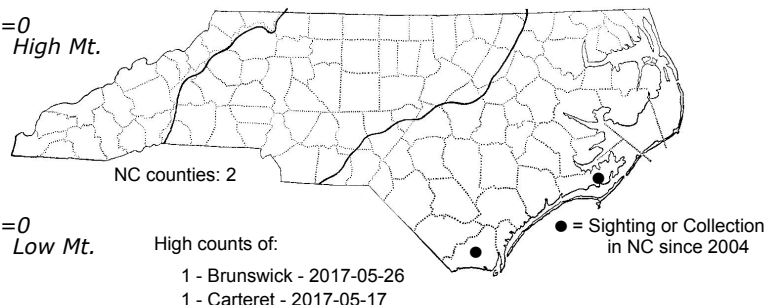 =0
High Mt.
NC counties: 2
=0
Low Mt.
High counts of:
1 - Brunswick - 2017-05-26
1 - Carteret - 2017-05-17
● = Sighting or Collection
in NC since 2004